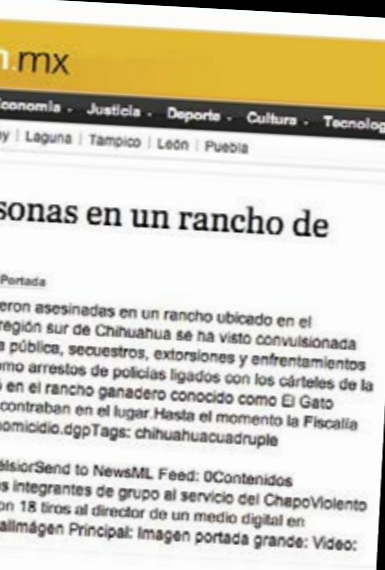 .mx
conomía Justicia Deporte Cultura Tecnolog
y | Laguna | Tampico | León | Puebla
sonas en un rancho de
Portada
eron asesinadas en un rancho ubicado en el
región sur de Chihuahua se ha visto convulsionada
a pública, secuestros, extorsiones y enfrentamientos
omo arrestos de policías ligados con los cárteles de la
en el rancho ganadero conocido como El Gato
contraban en el lugar.Hasta el momento la Fiscalía
omicidio.dgpTags: chihuahuacuadruple
élsiorSend to NewsML Feed: 0Contenidos
s integrantes de grupo al servicio del ChapoViolento
on 18 tiros al director de un medio digital en
alImágen Principal: Imagen portada grande: Video: